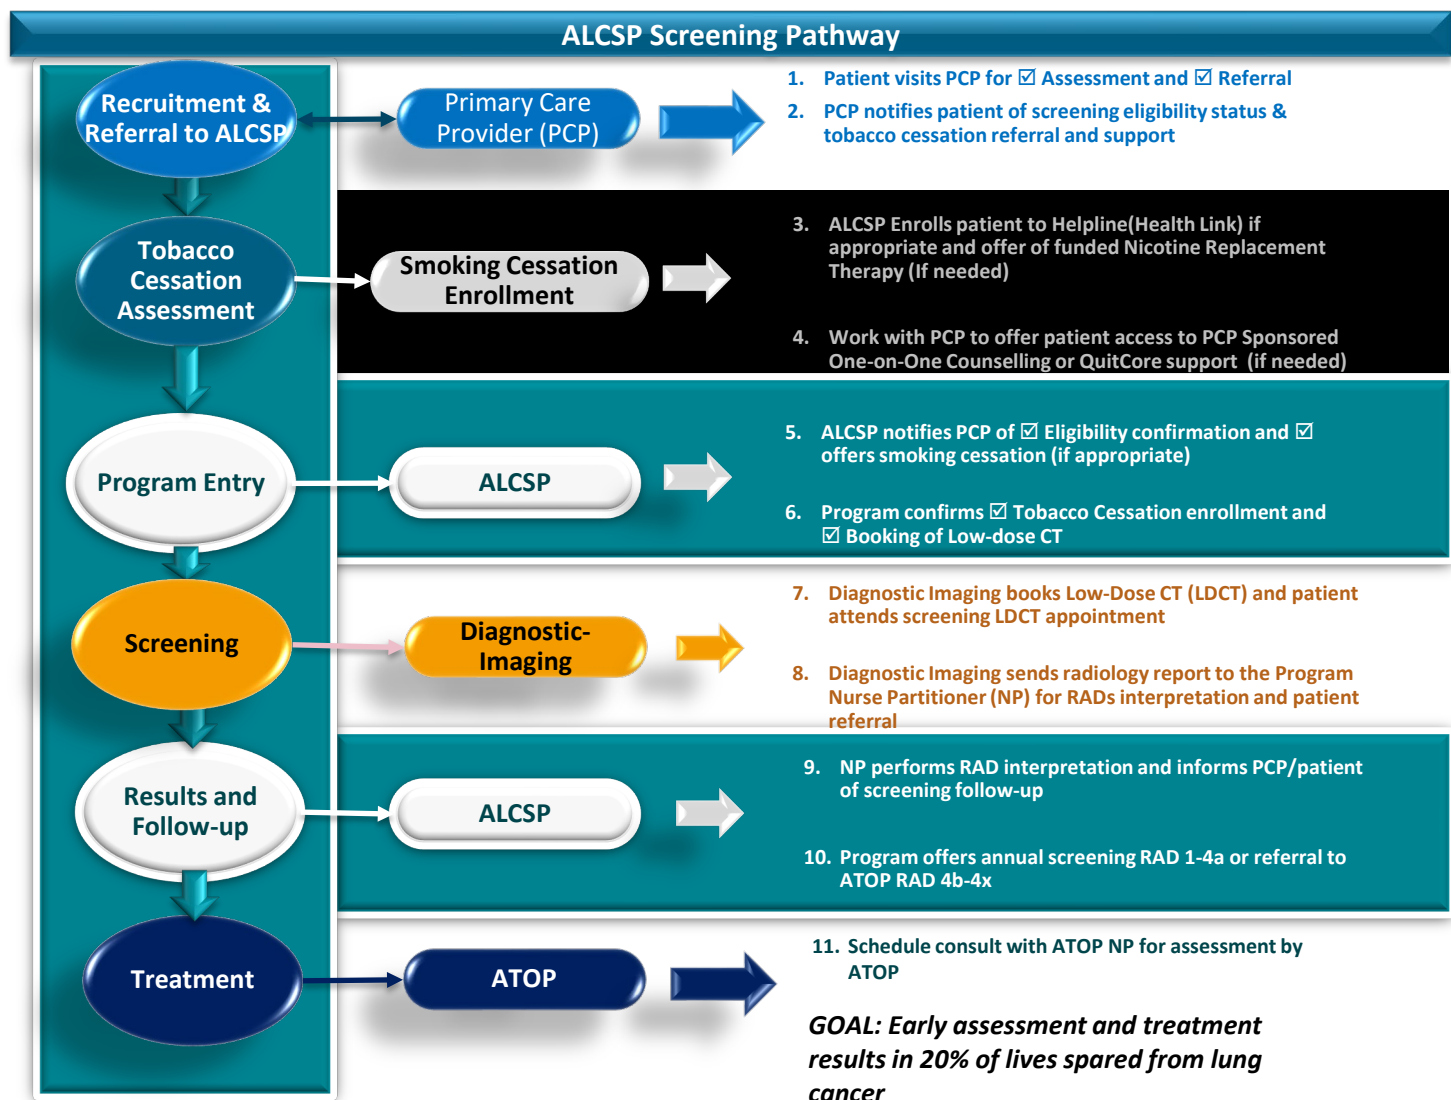 ALCSP Screening Pathway
Recruitment &
Referral to ALCSP
Primary Care
Provider (PCP)
1. Patient visits PCP for ☑ Assessment and ☑ Referral
2. PCP notifies patient of screening eligibility status &
tobacco cessation referral and support
Tobacco
Cessation
Assessment
Smoking Cessation
Enrollment
3. ALCSP Enrolls patient to Helpline(Health Link) if
appropriate and offer of funded Nicotine Replacement
Therapy (If needed)
4. Work with PCP to offer patient access to PCP Sponsored
One-on-One Counselling or QuitCore support (if needed)
Program Entry
ALCSP
5. ALCSP notifies PCP of ☑ Eligibility confirmation and ☑
offers smoking cessation (if appropriate)
6. Program confirms ☑ Tobacco Cessation enrollment and
☑ Booking of Low-dose CT
Screening
Diagnostic-
Imaging
7. Diagnostic Imaging books Low-Dose CT (LDCT) and patient
attends screening LDCT appointment
8. Diagnostic Imaging sends radiology report to the Program
Nurse Partitioner (NP) for RADs interpretation and patient
referral
Results and
Follow-up
ALCSP
9. NP performs RAD interpretation and informs PCP/patient
of screening follow-up
10. Program offers annual screening RAD 1-4a or referral to
ATOP RAD 4b-4x
Treatment
ATOP
11. Schedule consult with ATOP NP for assessment by
ATOP
GOAL: Early assessment and treatment
results in 20% of lives spared from lung
cancer